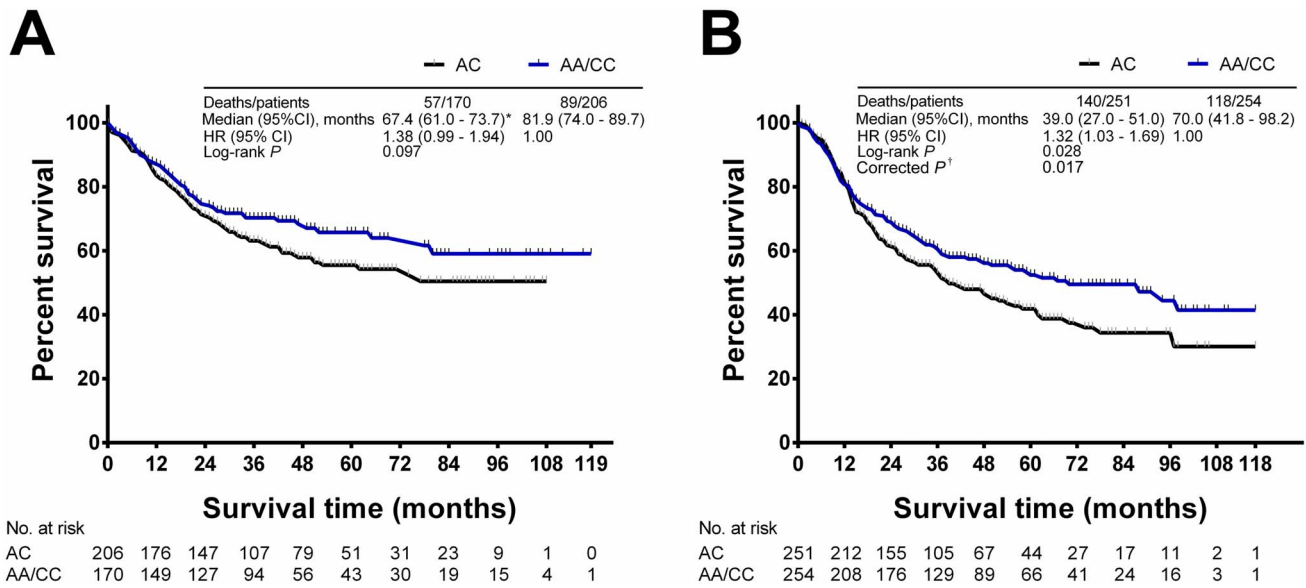 A
AC AA/CC
Deaths/patients 57/170 89/206
Median (95%CI), months 67.4 (61.0 - 73.7)* 81.9 (74.0 - 89.7)
HR (95% CI) 1.38 (0.99 - 1.94) 1.00
Log-rank P 0.097
100
80
60
40
20
0
Percent survival
0 12 24 36 48 60 72 84 96 108 119
Survival time (months)
No. at risk
AC 206 176 147 107 79 51 31 23 9 1 0
AA/CC 170 149 127 94 56 43 30 19 15 4 1
B
AC AA/CC
Deaths/patients 140/251 118/254
Median (95%CI), months 39.0 (27.0 - 51.0) 70.0 (41.8 - 98.2)
HR (95% CI) 1.32 (1.03 - 1.69) 1.00
Log-rank P 0.028
Corrected P† 0.017
100
80
60
40
20
0
Percent survival
0 12 24 36 48 60 72 84 96 108 118
Survival time (months)
No. at risk
AC 251 212 155 105 67 44 27 17 11 2 1
AA/CC 254 208 176 129 89 66 41 24 16 3 1